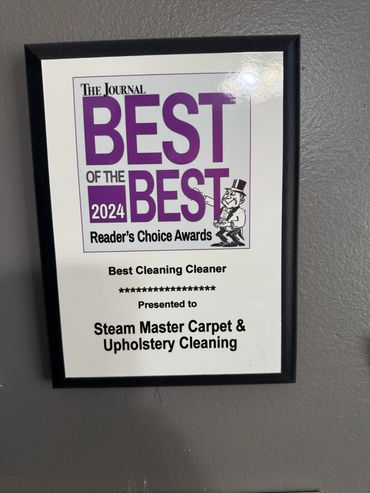 THE JOURNAL
BEST
OF THE
2024 BEST
Reader's Choice Awards
Best Cleaning Cleaner
*****************
Presented to
Steam Master Carpet &
Upholstery Cleaning